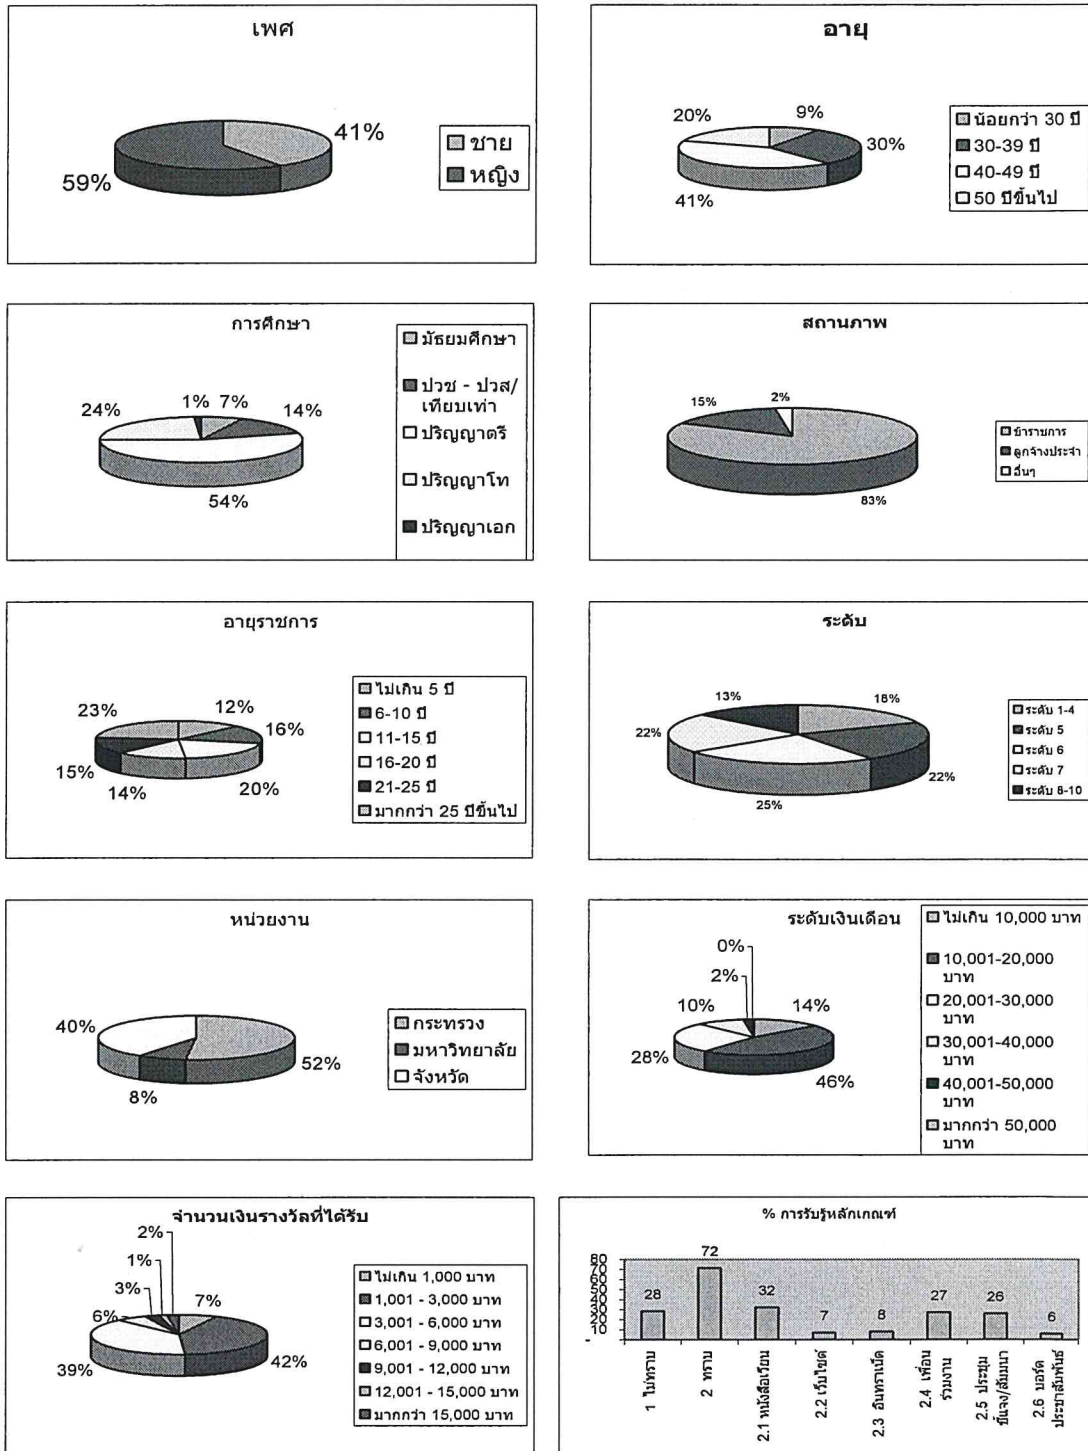 เพศ
41%
59%
ชาย
หญิง
อายุ
20%
9%
30%
41%
น้อยกว่า 30 ปี
30-39 ปี
40-49 ปี
50 ปีขึ้นไป
การศึกษา
24%
1%
7%
14%
54%
มัธยมศึกษา
ปวช - ปวส/
เทียบเท่า
ปริญญาตรี
ปริญญาโท
ปริญญาเอก
สถานภาพ
15%
2%
83%
ข้าราชการ
ลูกจ้างประจำ
อื่นๆ
อายุราชการ
23%
12%
16%
15%
14%
20%
ไม่เกิน 5 ปี
6-10 ปี
11-15 ปี
16-20 ปี
21-25 ปี
มากกว่า 25 ปีขึ้นไป
ระดับ
13%
18%
22%
22%
25%
ระดับ 1-4
ระดับ 5
ระดับ 6
ระดับ 7
ระดับ 8-10
หน่วยงาน
40%
52%
8%
กระทรวง
มหาวิทยาลัย
จังหวัด
ระดับเงินเดือน
0%
2%
10%
14%
28%
46%
ไม่เกิน 10,000 บาท
10,001-20,000
บาท
20,001-30,000
บาท
30,001-40,000
บาท
40,001-50,000
บาท
มากกว่า 50,000
บาท
จำนวนเงินรางวัลที่ได้รับ
2%
1%
3%
6%
7%
39%
42%
ไม่เกิน 1,000 บาท
1,001 - 3,000 บาท
3,001 - 6,000 บาท
6,001 - 9,000 บาท
9,001 - 12,000 บาท
12,001 - 15,000 บาท
มากกว่า 15,000 บาท
% การรับรู้หลักเกณฑ์
80
70
60
50
40
30
20
10
-
28
72
32
7
8
27
26
6
1 ไม่ทราบ
2 ทราบ
2.1 หนังสือเวียน
2.2 เว็บไซต์
2.3 อินทราเน็ต
2.4 เพื่อน
ร่วมงาน
2.5 ประชุม
ชี้แจง/สัมมนา
2.6 บอร์ด
ประชาสัมพันธ์